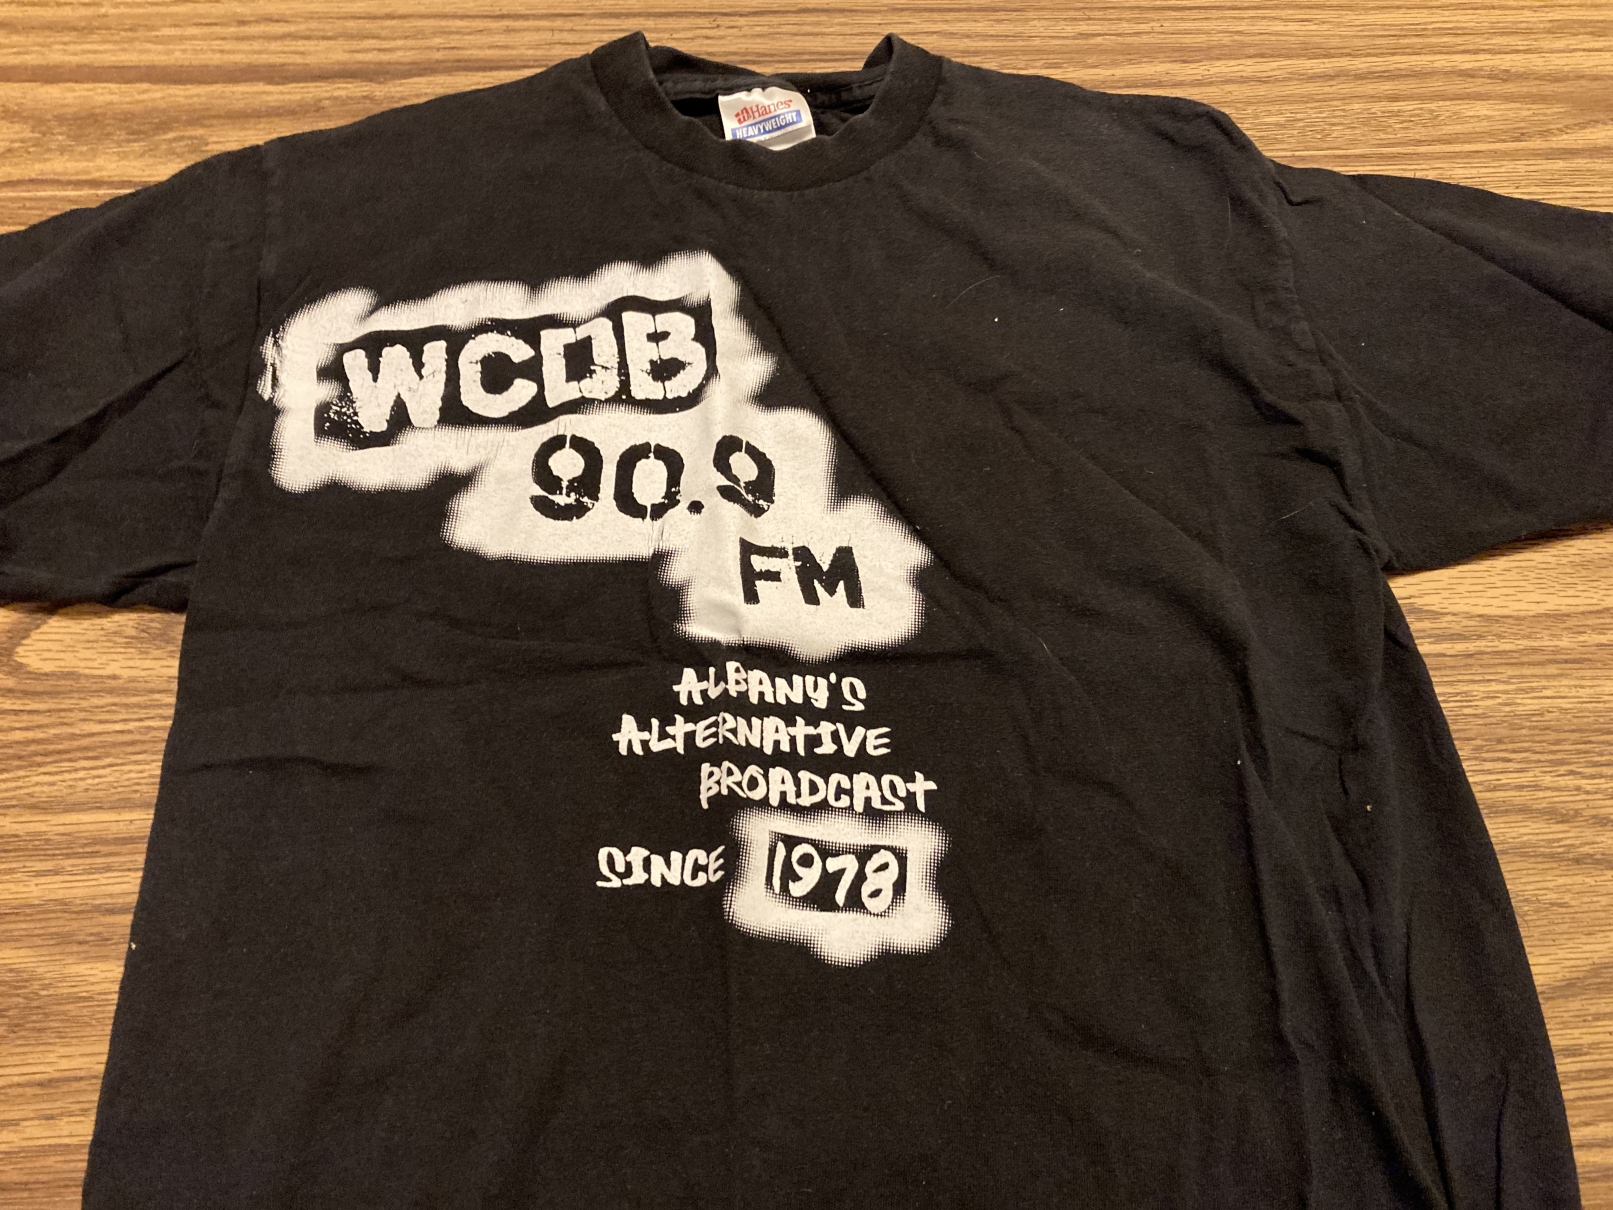 Hanes
HEAVYWEIGHT
WCDB
90.9
FM
ALBANY'S
ALTERNATIVE
BROADCAST
SINCE 1978